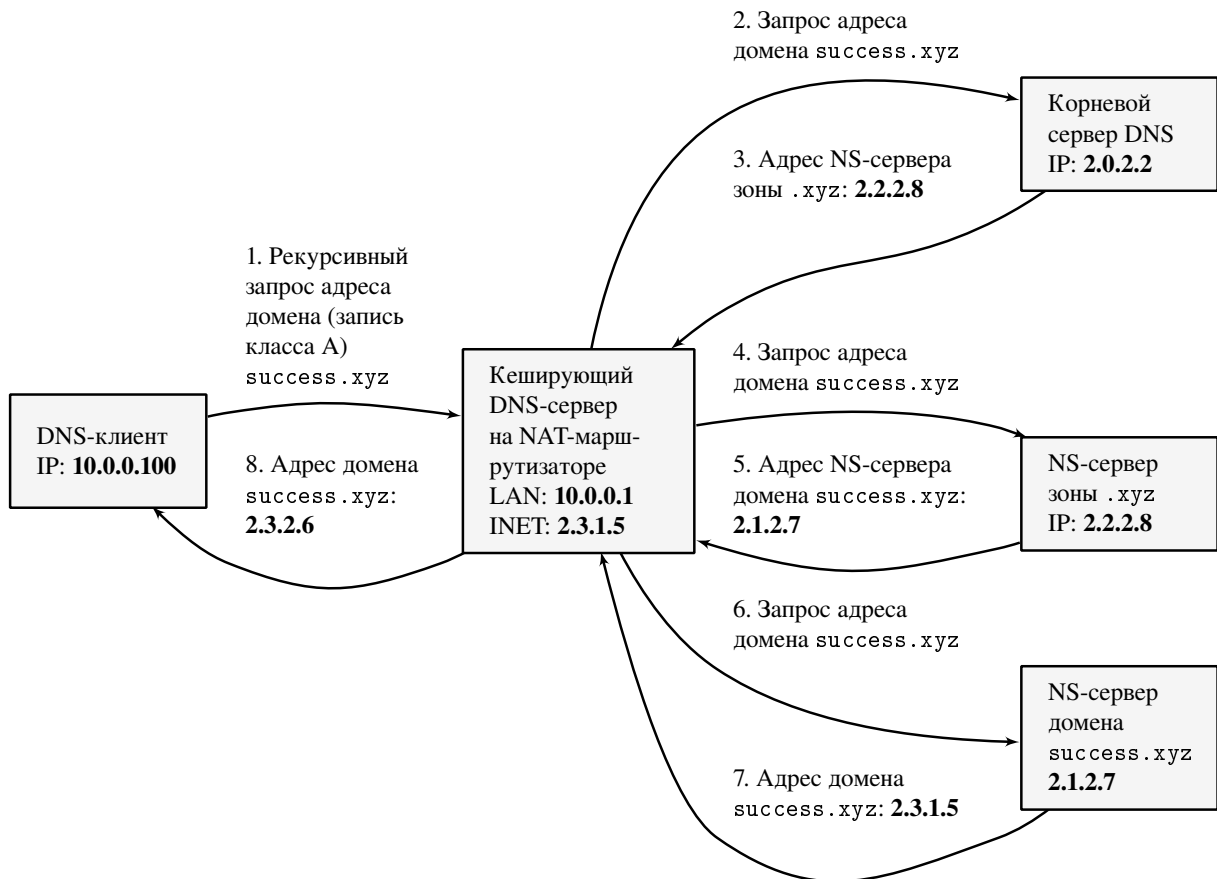 2. Запрос адреса
домена success.xyz
Корневой
сервер DNS
IP: 2.0.2.2
3. Адрес NS-сервера
зоны .xyz: 2.2.2.8
1. Рекурсивный
запрос адреса
домена (запись
класса A)
success.xyz
DNS-клиент
IP: 10.0.0.100
8. Адрес домена
success.xyz:
2.3.2.6
Кеширующий
DNS-сервер
на NAT-марш-
рутизаторе
LAN: 10.0.0.1
INET: 2.3.1.5
4. Запрос адреса
домена success.xyz
5. Адрес NS-сервера
домена success.xyz:
2.1.2.7
NS-сервер
зоны .xyz
IP: 2.2.2.8
6. Запрос адреса
домена success.xyz
NS-сервер
домена
success.xyz
2.1.2.7
7. Адрес домена
success.xyz: 2.3.1.5